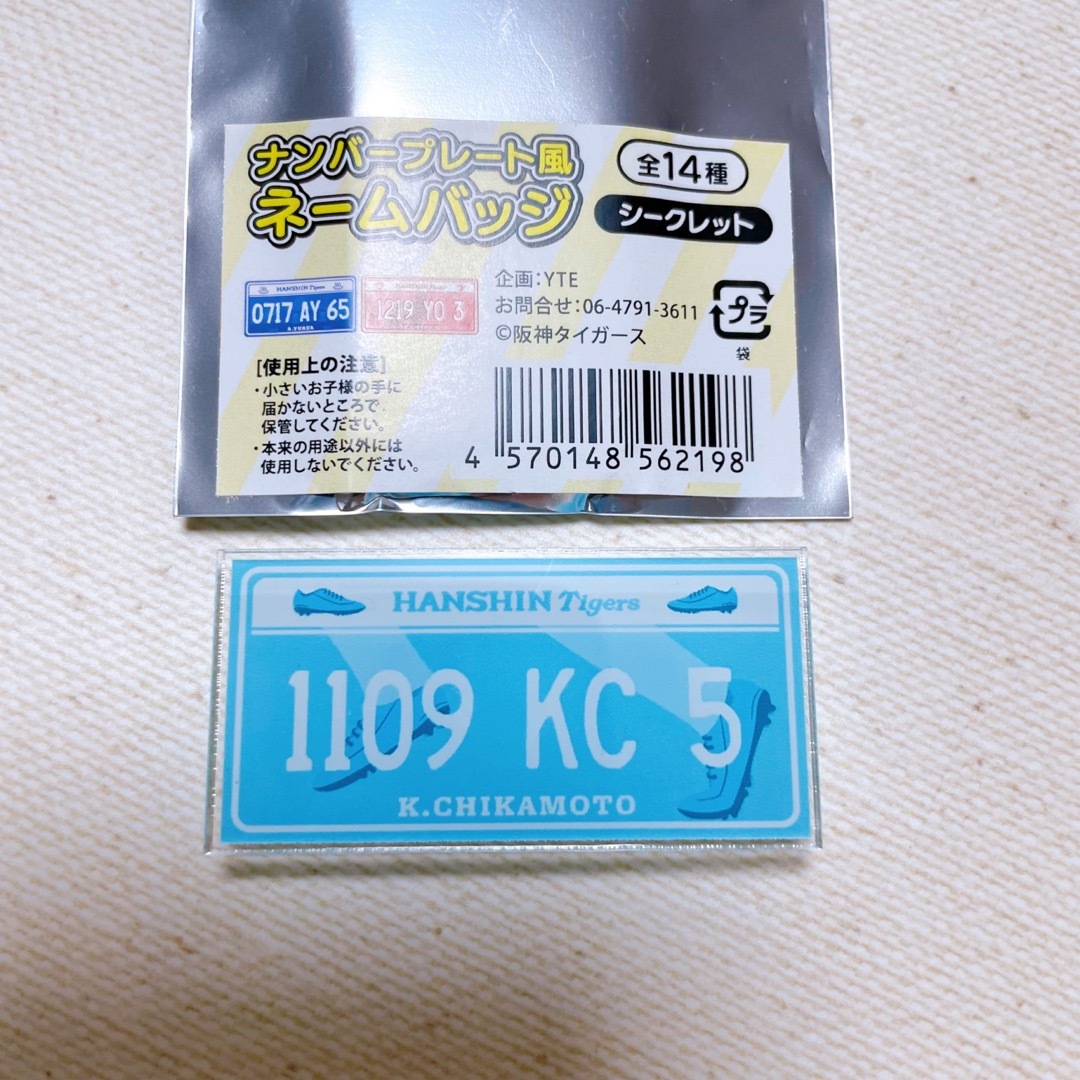 ナンバープレート風
ネームバッジ
全14種
シークレット
HANSHIN Tigers
0717 AY 65
A.YUASA
1219 YO 3
企画:YTE
お問合せ:06-4791-3611
©阪神タイガース
プラ
袋
[使用上の注意]
・小さいお子様の手に
届かないところで
保管してください。
・本来の用途以外には
使用しないでください。
4 570148 562198
HANSHIN Tigers
1109 KC 5
K.CHIKAMOTO